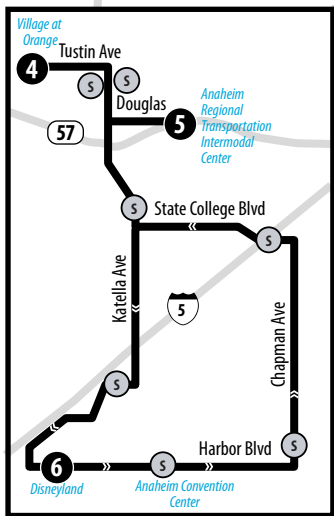 Village at
Orange
4
Tustin Ave
S
S
Douglas
5
Anaheim
Regional
Transportation
Intermodal
Center
57
S
State College Blvd
S
Katella Ave
5
Chapman Ave
S
S
Harbor Blvd
6
S
Disneyland
Anaheim Convention
Center